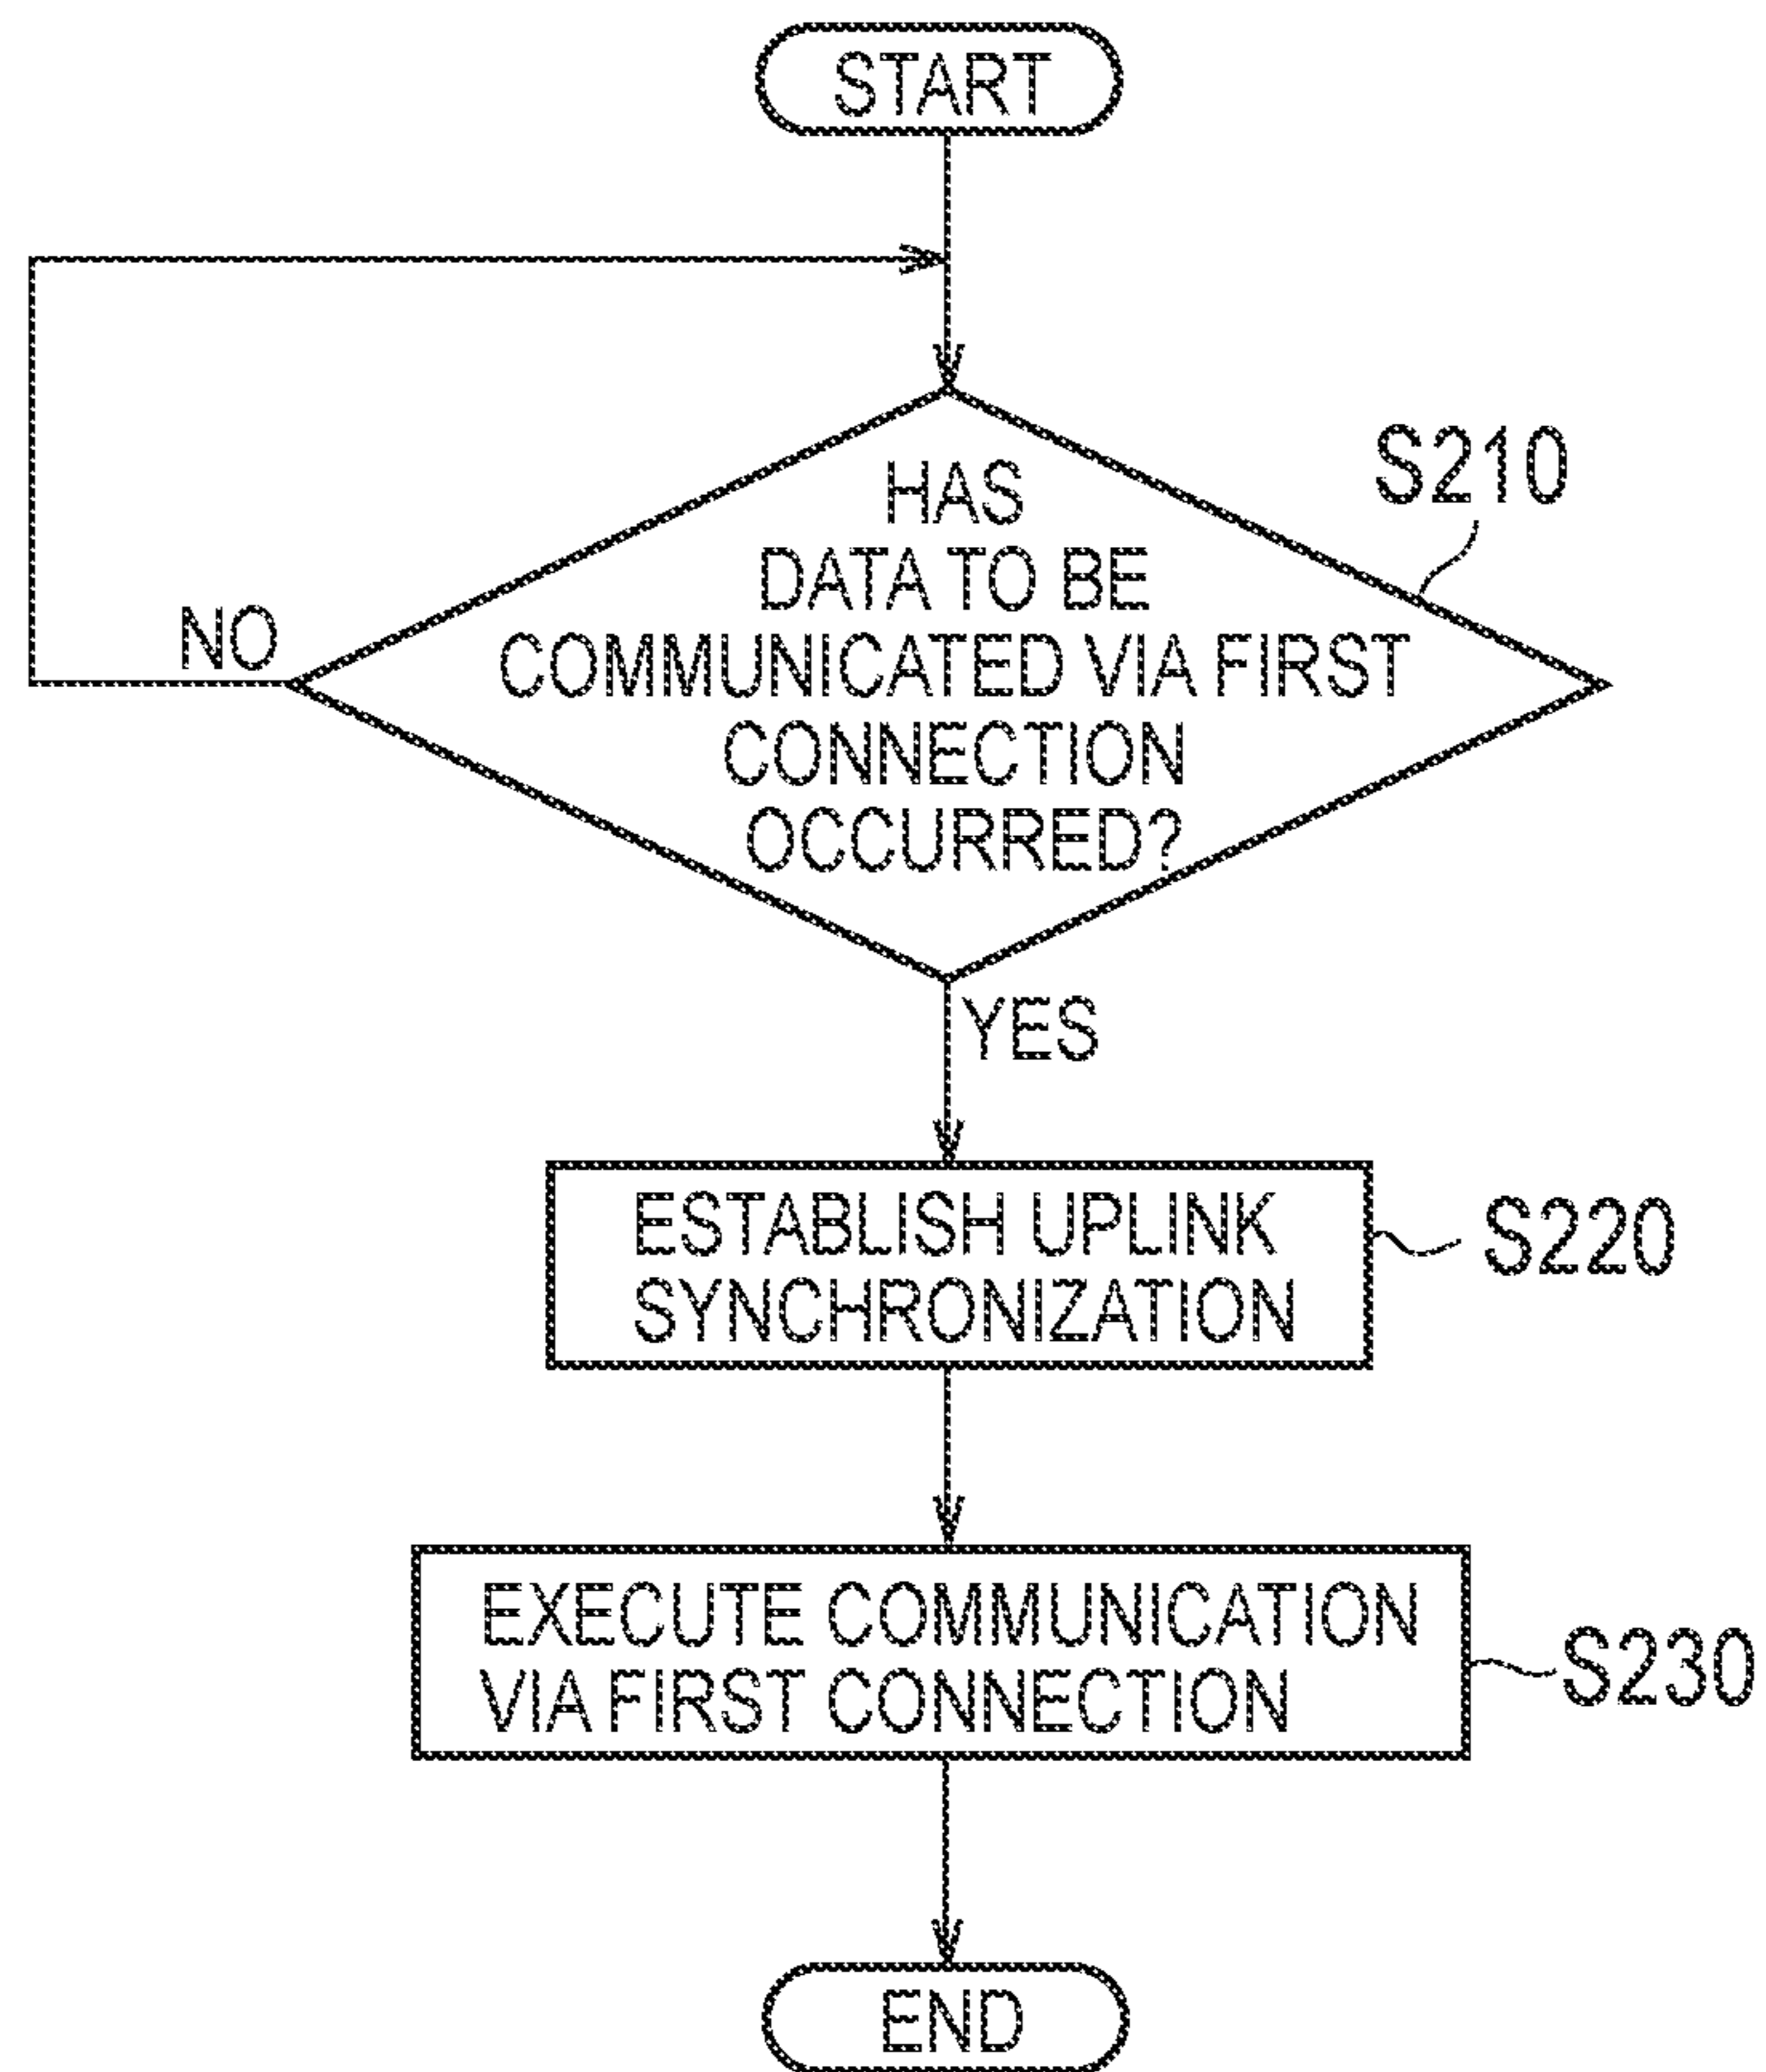 START
HAS
DATA TO BE
COMMUNICATED VIA FIRST
CONNECTION
OCCURRED?
S210
NO
YES
ESTABLISH UPLINK
SYNCHRONIZATION
S220
EXECUTE COMMUNICATION
VIA FIRST CONNECTION
S230
END